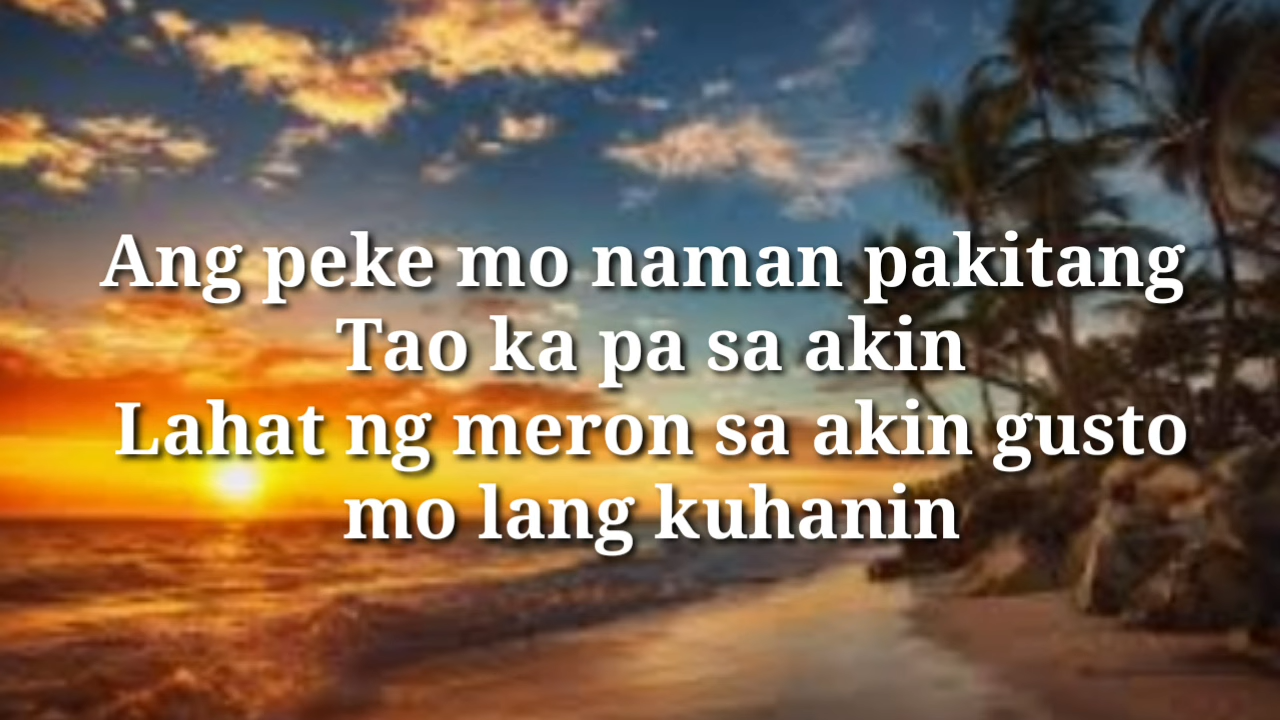 Ang peke mo naman pakitang
Tao ka pa sa akin
Lahat ng meron sa akin gusto
mo lang kuhanin